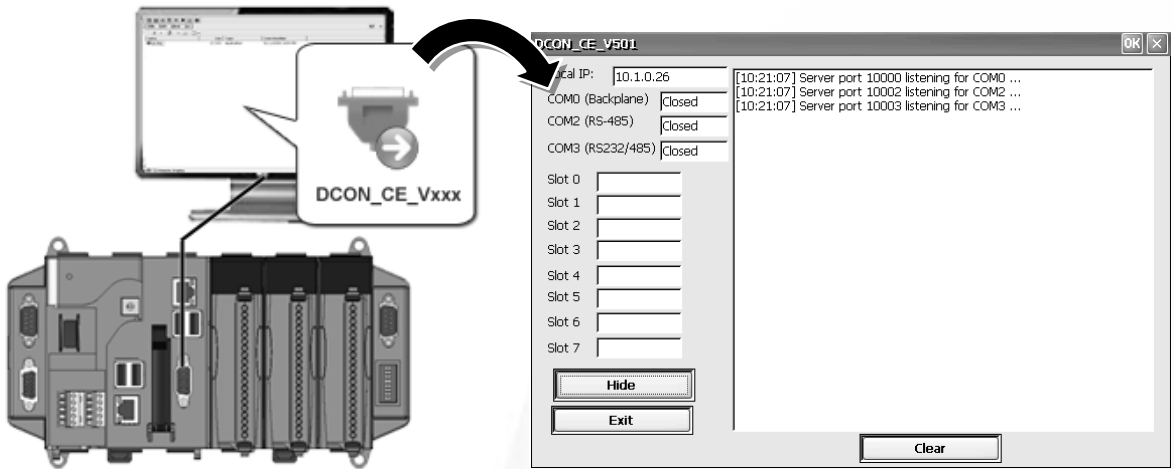 DCON_CE_Vxxx
DCON_CE_V501
OK
Local IP: 10.1.0.26
COM0 (Backplane) Closed
COM2 (RS-485) Closed
COM3 (RS232/485) Closed
Slot 0
Slot 1
Slot 2
Slot 3
Slot 4
Slot 5
Slot 6
Slot 7
Hide
Exit
[10:21:07] Server port 10000 listening for COM0 ...
[10:21:07] Server port 10002 listening for COM2 ...
[10:21:07] Server port 10003 listening for COM3 ...
Clear